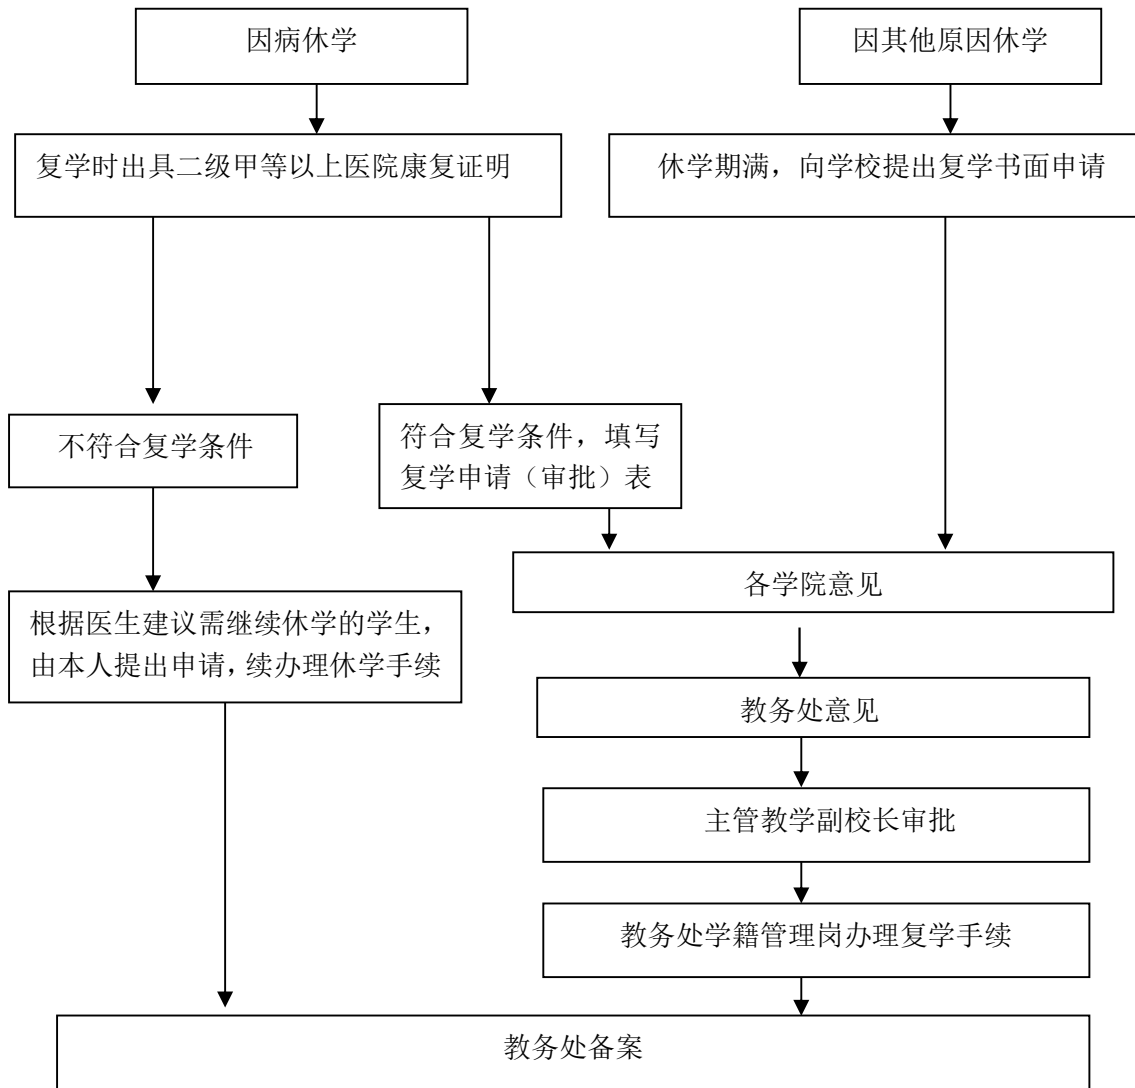 因病休学
因其他原因休学
复学时出具二级甲等以上医院康复证明
休学期满，向学校提出复学书面申请
不符合复学条件
符合复学条件，填写
复学申请（审批）表
各学院意见
根据医生建议需继续休学的学生，
由本人提出申请，续办理休学手续
教务处意见
主管教学副校长审批
教务处学籍管理岗办理复学手续
教务处备案